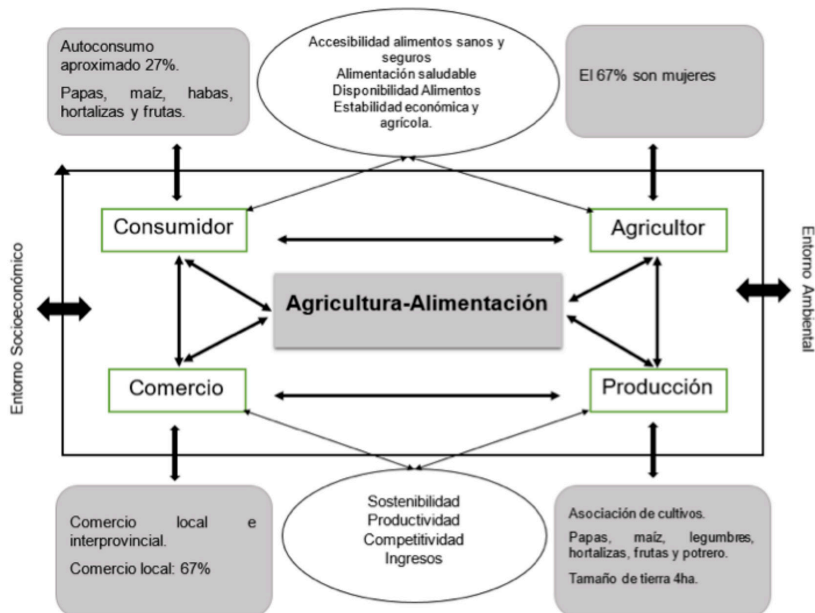 Autoconsumo
aproximado 27%.
Papas, maíz, habas,
hortalizas y frutas.
Accesibilidad alimentos sanos y
seguros
Alimentación saludable
Disponibilidad Alimentos
Estabilidad económica y
agrícola.
El 67% son mujeres
Entorno Socioeconómico
Consumidor
Agricultor
Agricultura-Alimentación
Comercio
Producción
Entorno Ambiental
Comercio local e
interprovincial.
Comercio local: 67%
Sostenibilidad
Productividad
Competitividad
Ingresos
Asociación de cultivos.
Papas, maíz, legumbres,
hortalizas, frutas y potrero.
Tamaño de tierra 4ha.